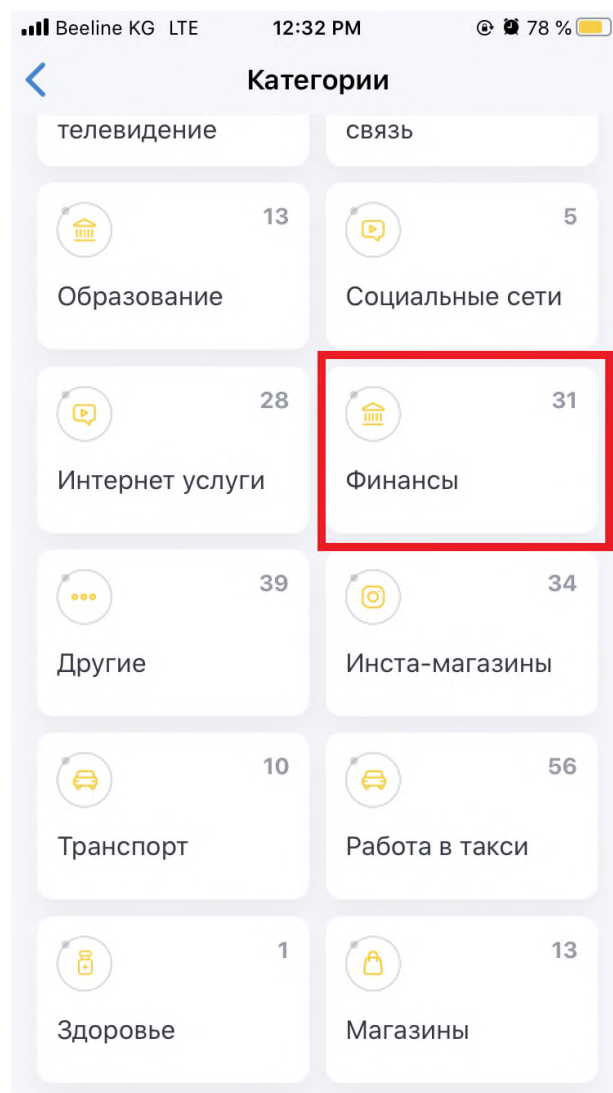 Beeline KG LTE 12:32 PM 78 %
Категории
телевидение связь
13 5
Образование Социальные сети
28 31
Интернет услуги Финансы
39 34
Другие Инста-магазины
10 56
Транспорт Работа в такси
1 13
Здоровье Магазины